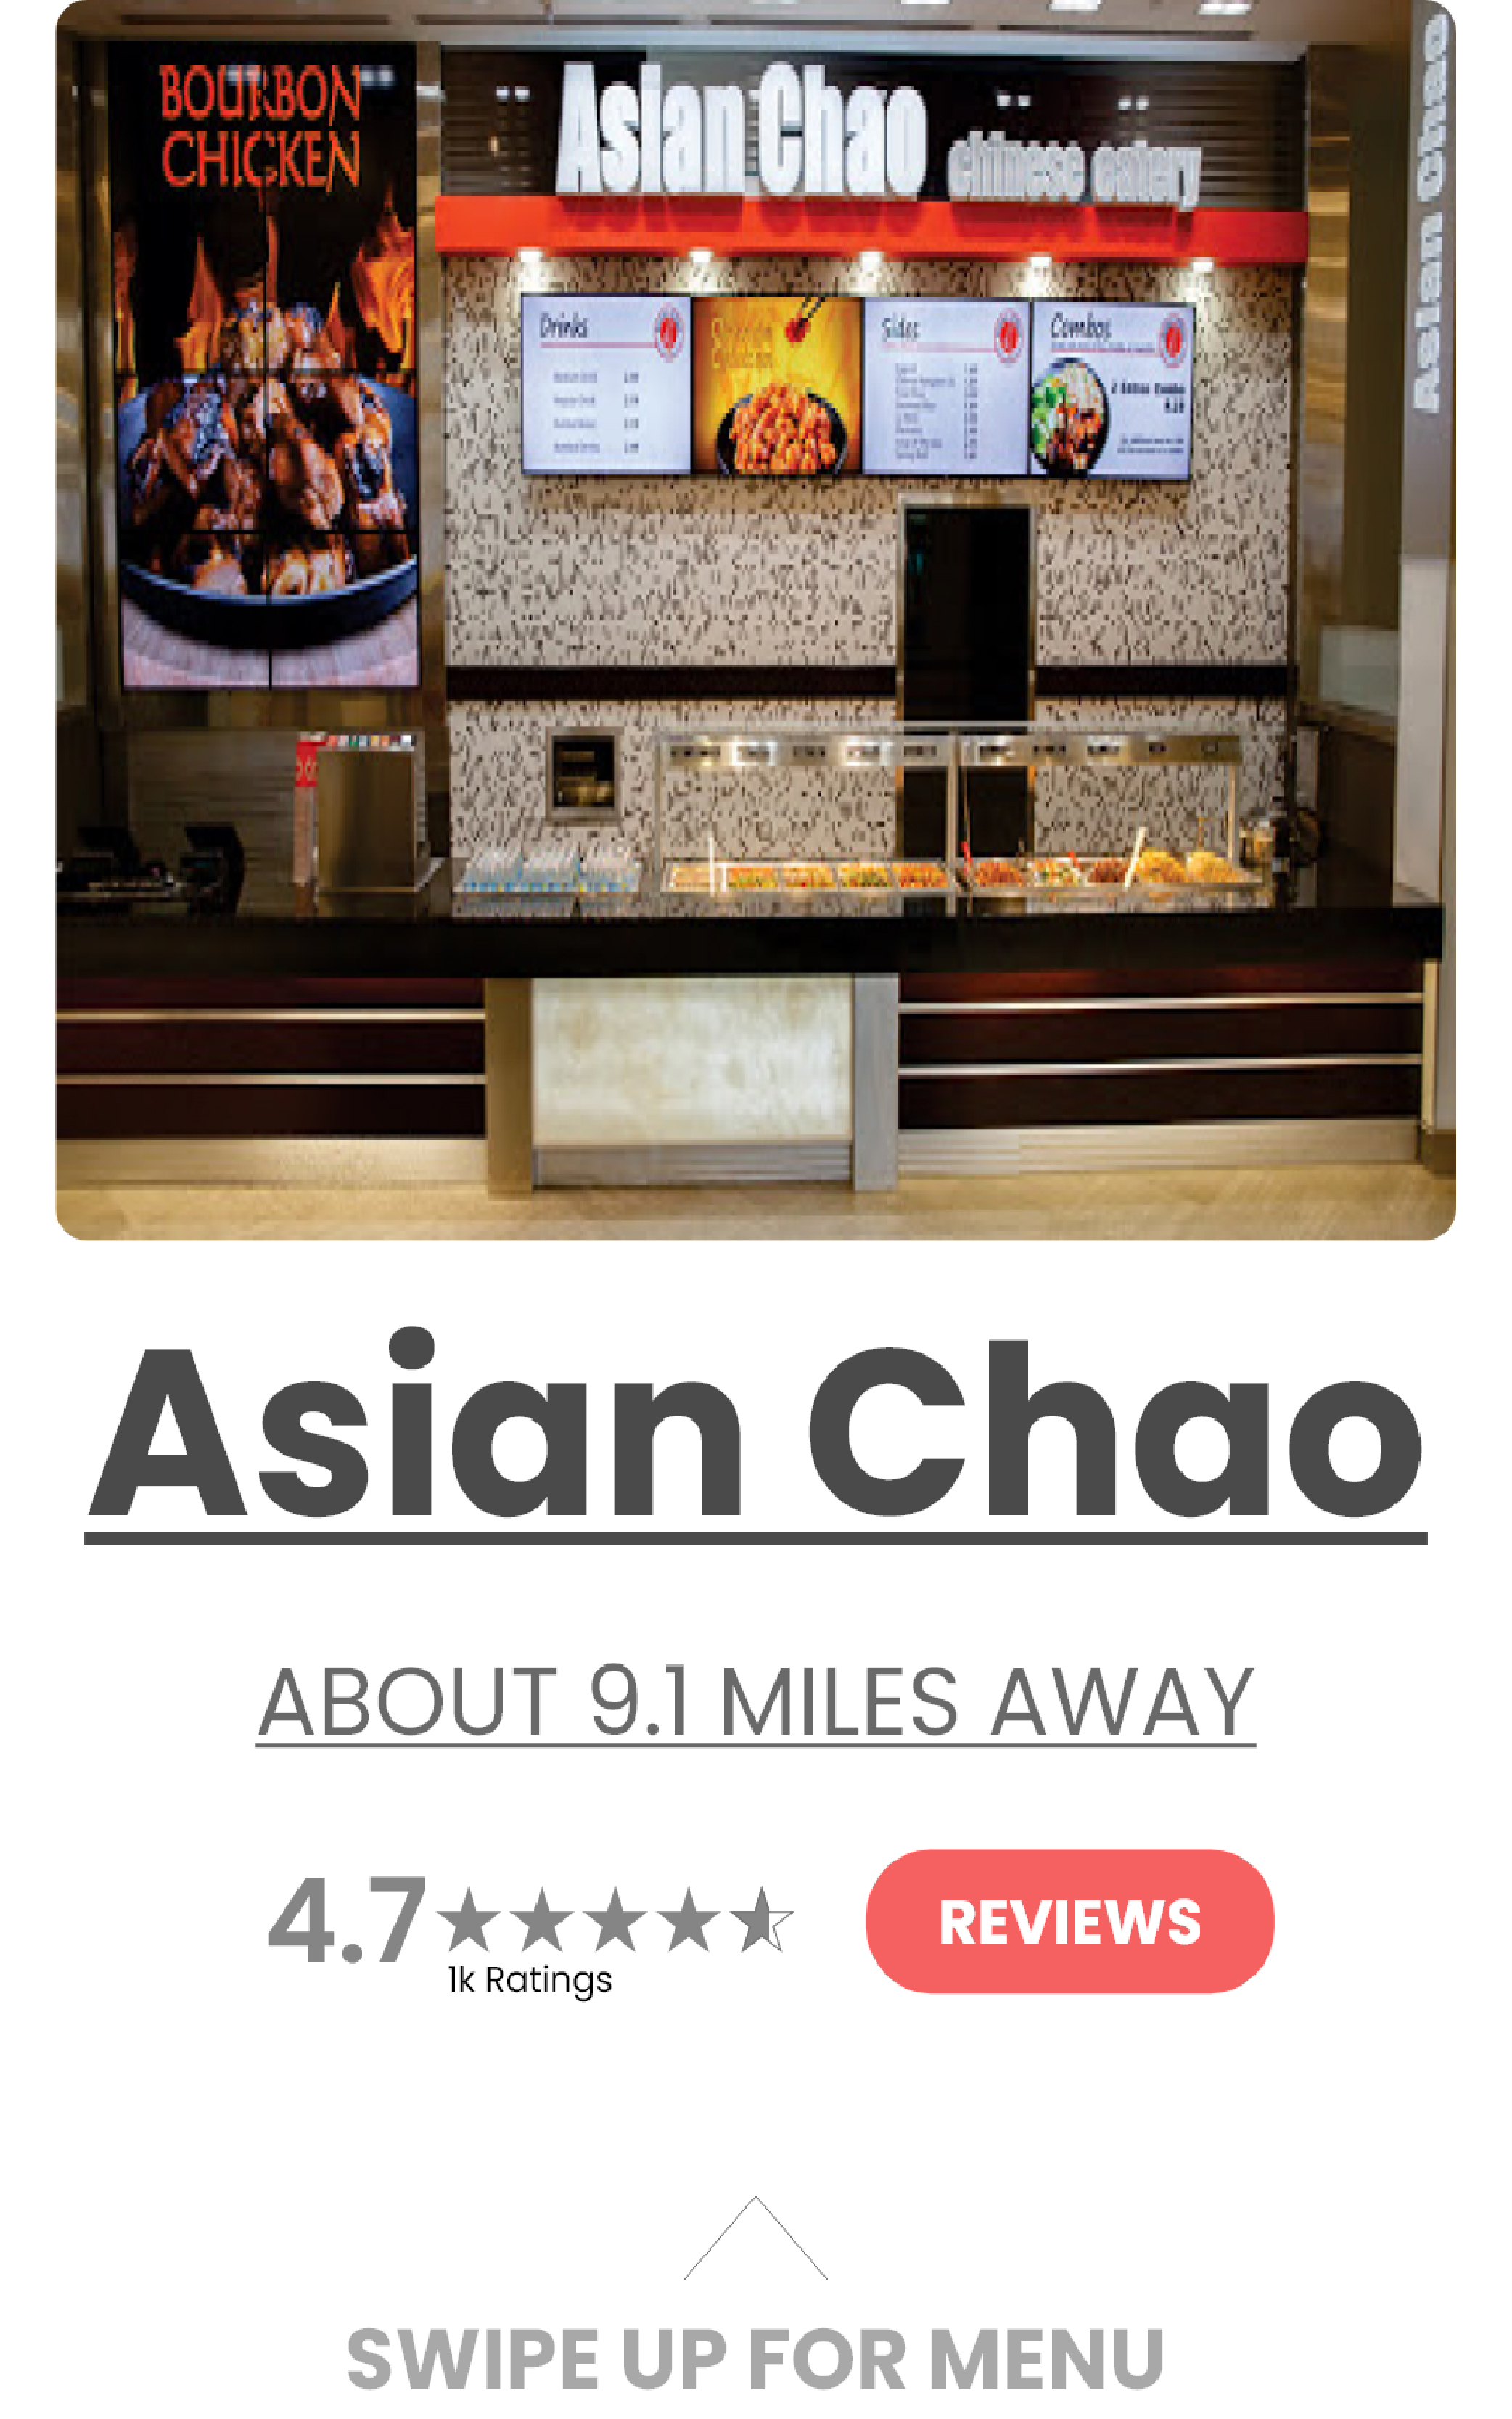 BOURBON
CHICKEN
Asian Chao chinese eatery
Asian Chao
Drinks
Sides
Combos
Asian Chao
ABOUT 9.1 MILES AWAY
4.7
1k Ratings
REVIEWS
SWIPE UP FOR MENU